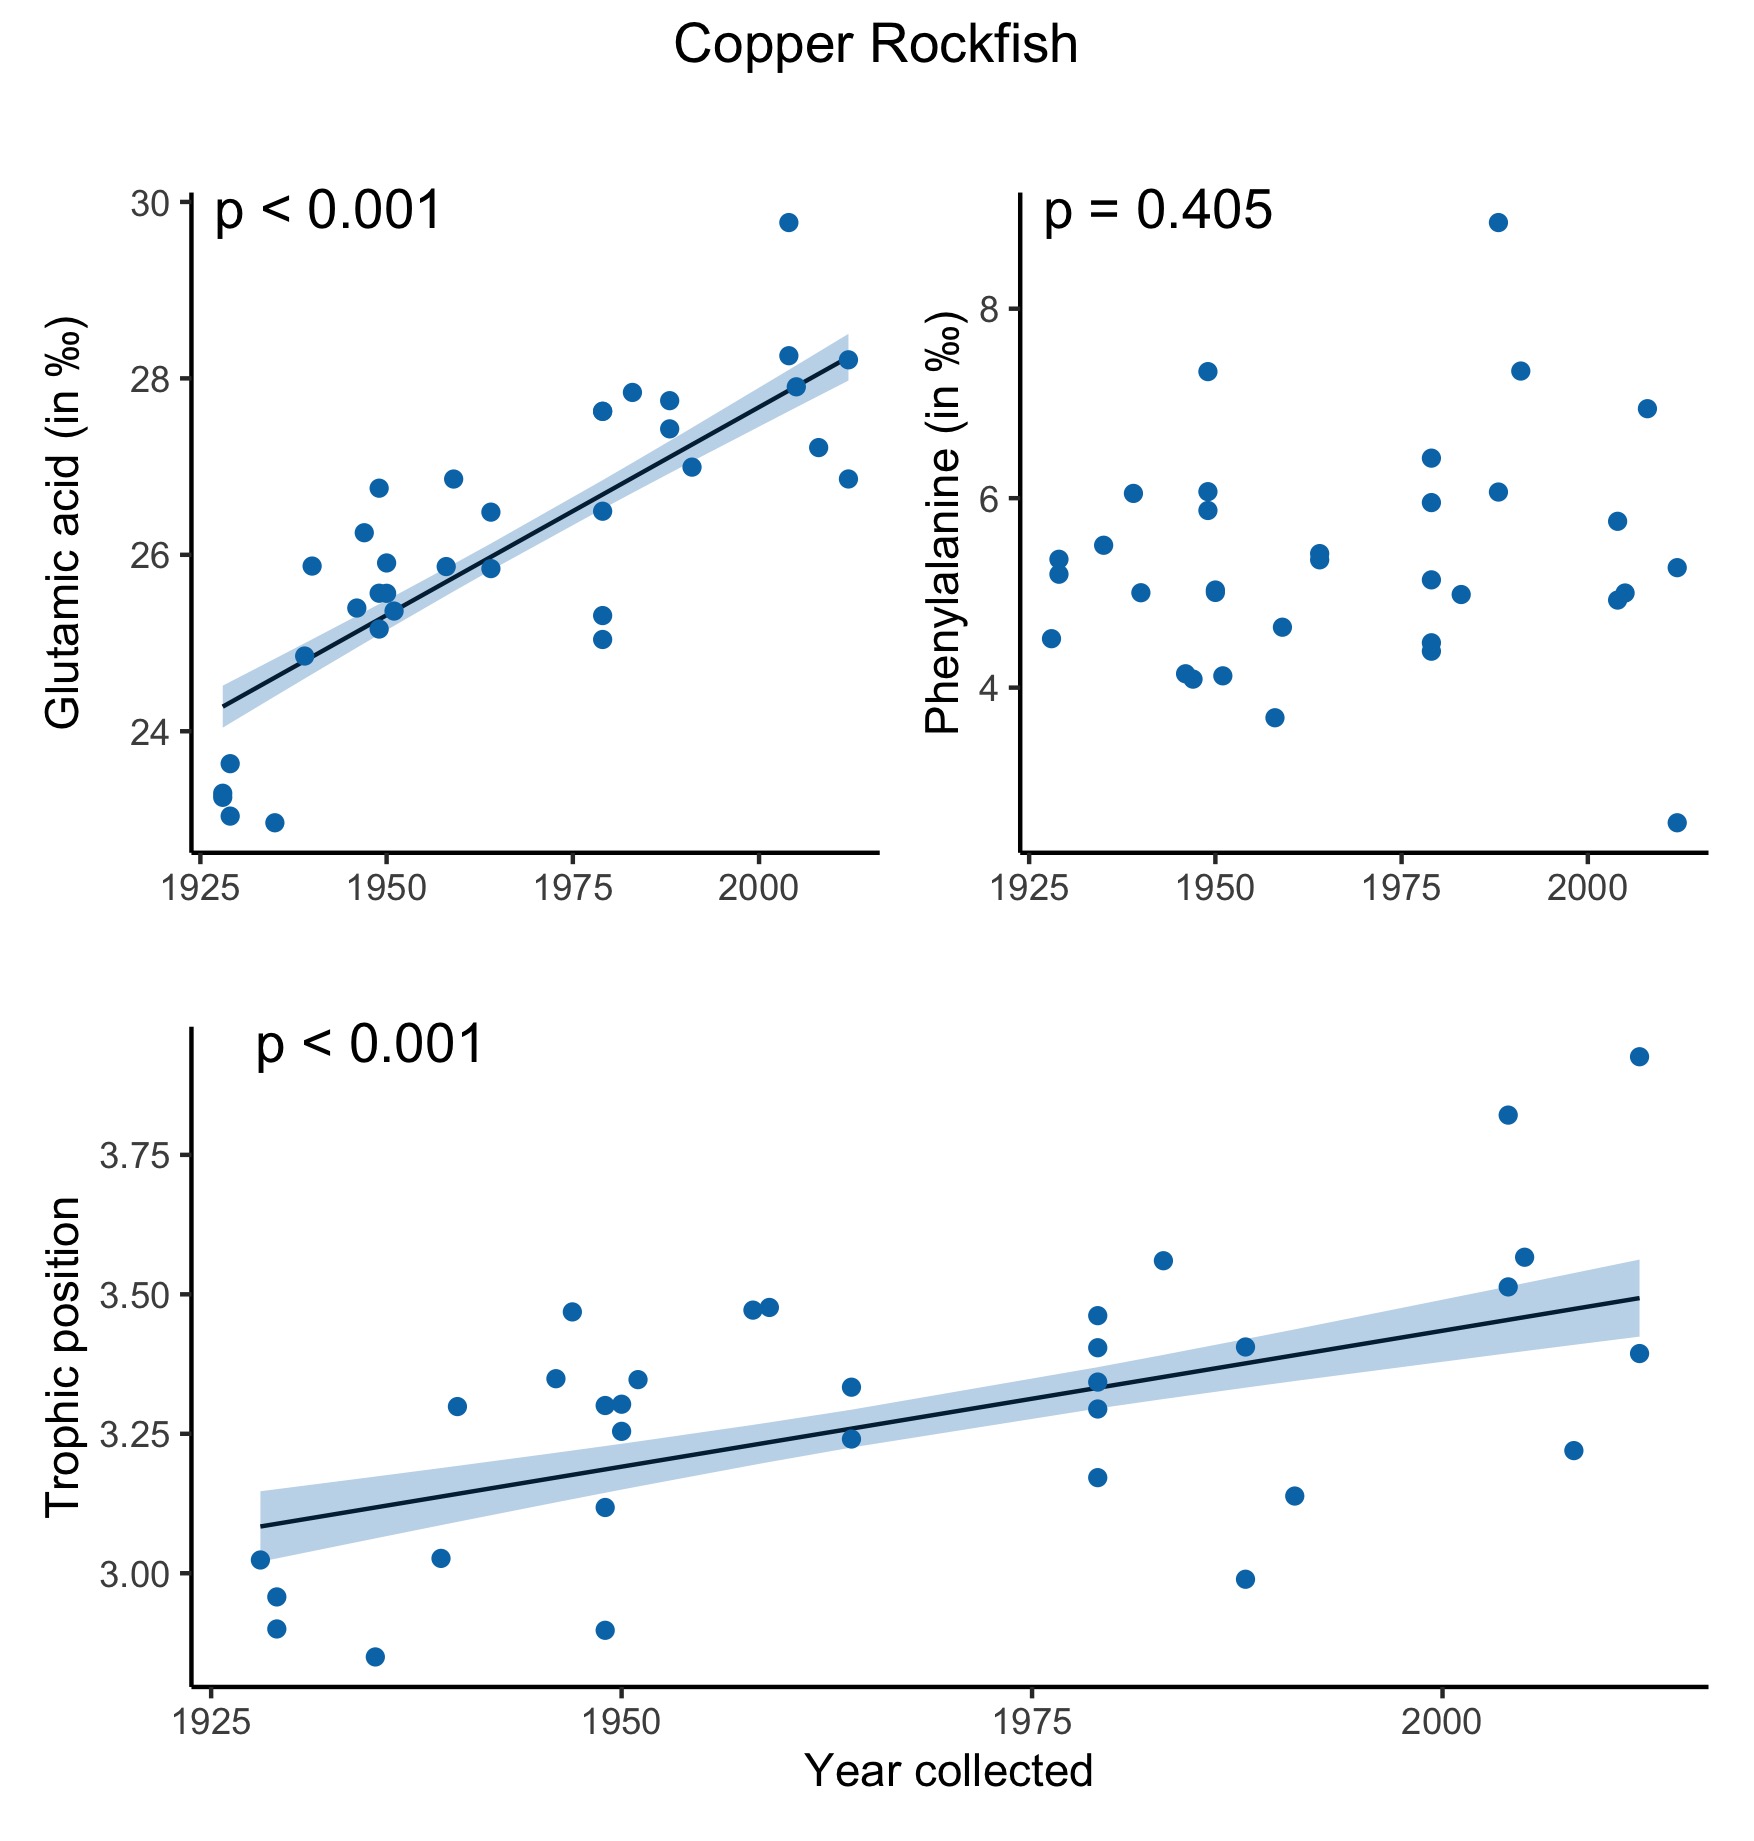 Copper Rockfish
p < 0.001
Glutamic acid (in ‰)
30
28
26
24
1925 1950 1975 2000
p = 0.405
Phenylalanine (in ‰)
8
6
4
1925 1950 1975 2000
p < 0.001
Trophic position
3.75
3.50
3.25
3.00
1925 1950 1975 2000
Year collected